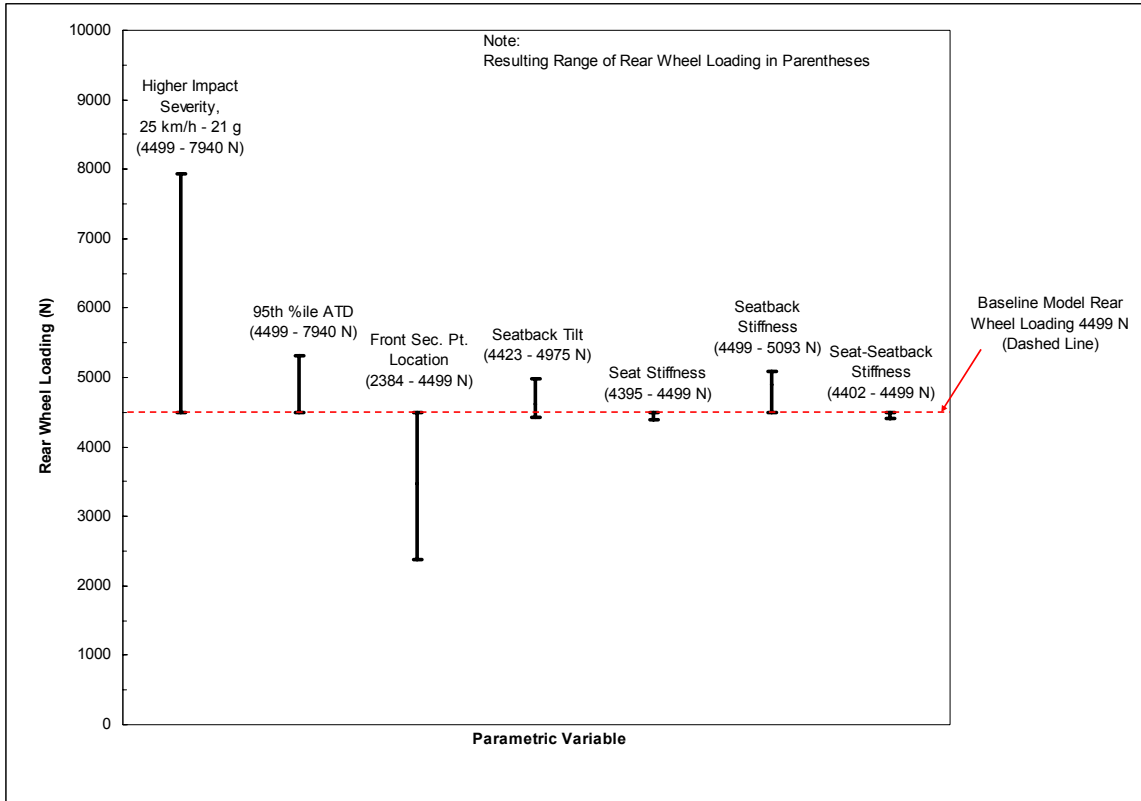 Note:
Resulting Range of Rear Wheel Loading in Parentheses
Higher Impact
Severity,
25 km/h - 21 g
(4499 - 7940 N)
95th %ile ATD
(4499 - 7940 N)
Front Sec. Pt.
Location
(2384 - 4499 N)
Seatback Tilt
(4423 - 4975 N)
Seat Stiffness
(4395 - 4499 N)
Seatback
Stiffness
(4499 - 5093 N)
Seat-Seatback
Stiffness
(4402 - 4499 N)
Baseline Model Rear
Wheel Loading 4499 N
(Dashed Line)
Rear Wheel Loading (N)
10000
9000
8000
7000
6000
5000
4000
3000
2000
1000
0
Parametric Variable